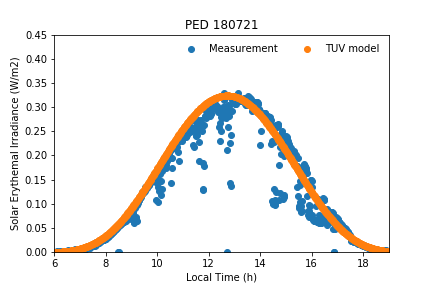 PED 180721
Measurement TUV model
Solar Erythemal Irradiance (W/m2)
0.45
0.40
0.35
0.30
0.25
0.20
0.15
0.10
0.05
0.00
6 8 10 12 14 16 18
Local Time (h)